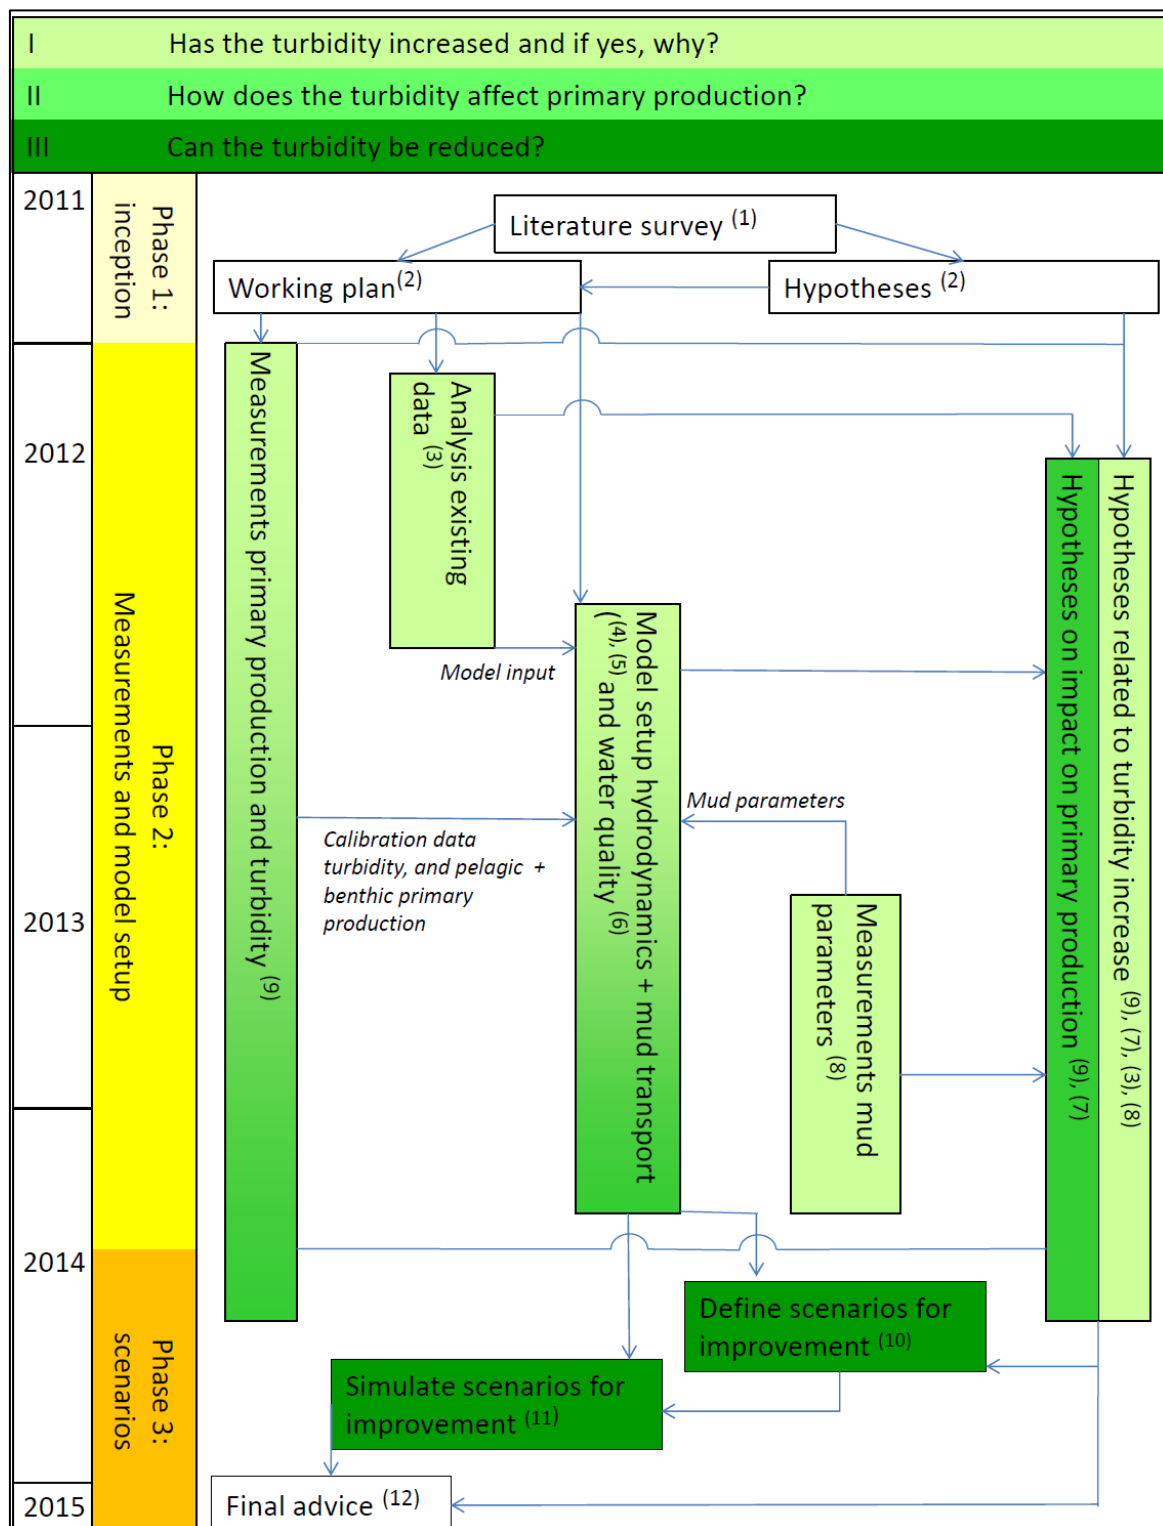 I Has the turbidity increased and if yes, why?
II How does the turbidity affect primary production?
III Can the turbidity be reduced?
2011
Phase 1:
inception
Literature survey (1)
Working plan(2)
Hypotheses (2)
2012
Phase 2:
Measurements and model setup
Measurements primary production and turbidity (9)
Analysis existing
data (3)
Model input
Model setup hydrodynamics + mud transport
((4), (5) and water quality (6)
Hypotheses related to turbidity increase (9), (7), (3), (8)
Hypotheses on impact on primary production (9), (7)
Mud parameters
Calibration data
turbidity, and pelagic +
benthic primary
production
2013
Measurements mud
parameters (8)
2014
Phase 3:
scenarios
Define scenarios for
improvement (10)
Simulate scenarios for
improvement (11)
2015
Final advice (12)